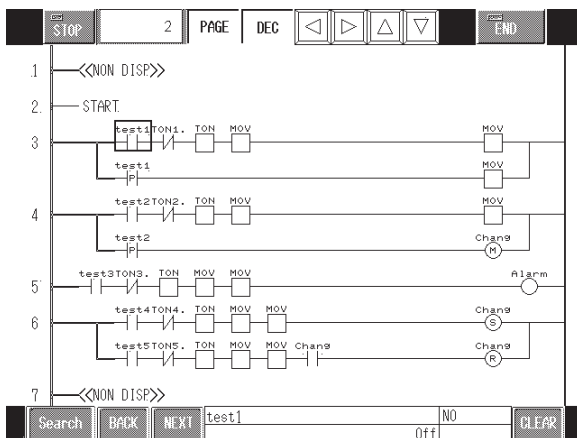 STOP 2 PAGE DEC END
1 <<NON DISP>>
2 START
3 test1 TON1. TON MOV MOV
test1 P MOV
4 test2 TON2. TON MOV MOV
test2 P Chang M
5 test3 TON3. TON MOV MOV Alarm
6 test4 TON4. TON MOV MOV Chang S
test5 TON5. TON MOV MOV Chang Chang R
7 <<NON DISP>>
Search BACK NEXT test1 NO CLEAR
Off